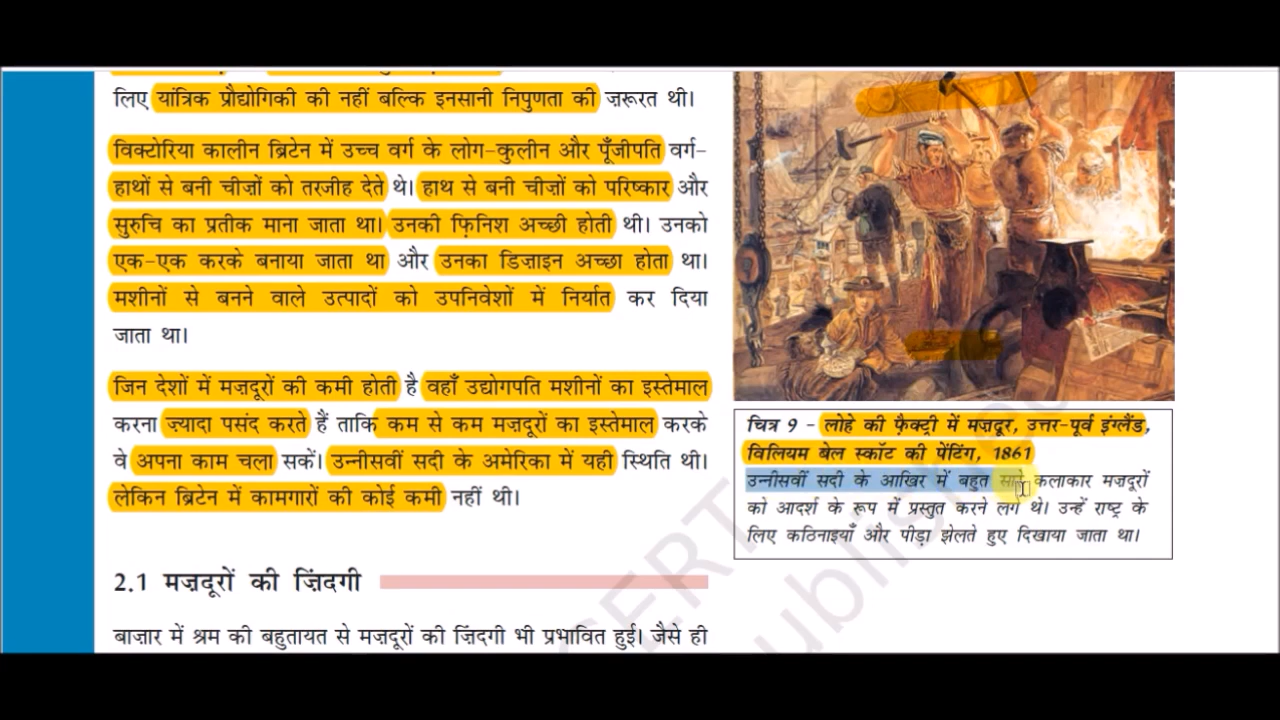 लिए यांत्रिक प्रौद्योगिकी की नहीं बल्कि इनसानी निपुणता की ज़रूरत थी।
विक्टोरिया कालीन ब्रिटेन में उच्च वर्ग के लोग-कुलीन और पूँजीपति वर्ग-
हाथों से बनी चीज़ों को तरजीह देते थे। हाथ से बनी चीज़ों को परिष्कार और
सुरुचि का प्रतीक माना जाता था। उनकी फ़िनिश अच्छी होती थी। उनको
एक-एक करके बनाया जाता था और उनका डिज़ाइन अच्छा होता था।
मशीनों से बनने वाले उत्पादों को उपनिवेशों में निर्यात कर दिया
जाता था।
जिन देशों में मज़दूरों की कमी होती है वहाँ उद्योगपति मशीनों का इस्तेमाल
करना ज़्यादा पसंद करते हैं ताकि कम से कम मज़दूरों का इस्तेमाल करके
वे अपना काम चला सकें। उन्नीसवीं सदी के अमेरिका में यही स्थिति थी।
लेकिन ब्रिटेन में कामगारों की कोई कमी नहीं थी।
2.1 मज़दूरों की ज़िंदगी
बाज़ार में श्रम की बहुतायत से मज़दूरों की ज़िंदगी भी प्रभावित हुई। जैसे ही
चित्र 9 - लोहे की फ़ैक्ट्री में मज़दूर, उत्तर-पूर्व इंग्लैंड,
विलियम बेल स्कॉट की पेंटिंग, 1861
उन्नीसवीं सदी के आखिर में बहुत सारे कलाकार मज़दूरों
को आदर्श के रूप में प्रस्तुत करने लगे थे। उन्हें राष्ट्र के
लिए कठिनाइयाँ और पीड़ा झेलते हुए दिखाया जाता था।